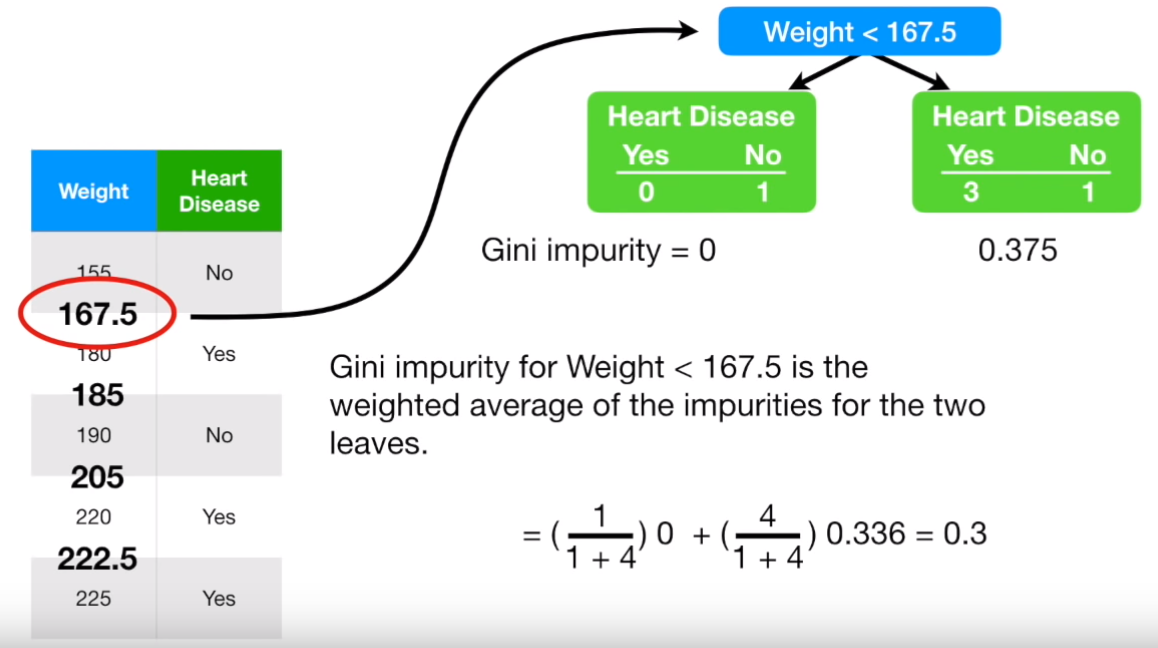 Weight < 167.5
Heart Disease
Yes No
0 1
Heart Disease
Yes No
3 1
Gini impurity = 0
0.375
Weight Heart Disease
155 No
167.5
180 Yes
185
190 No
205
220 Yes
222.5
225 Yes
Gini impurity for Weight < 167.5 is the
weighted average of the impurities for the two
leaves.
= (1/(1 + 4)) 0 + (4/(1 + 4)) 0.336 = 0.3